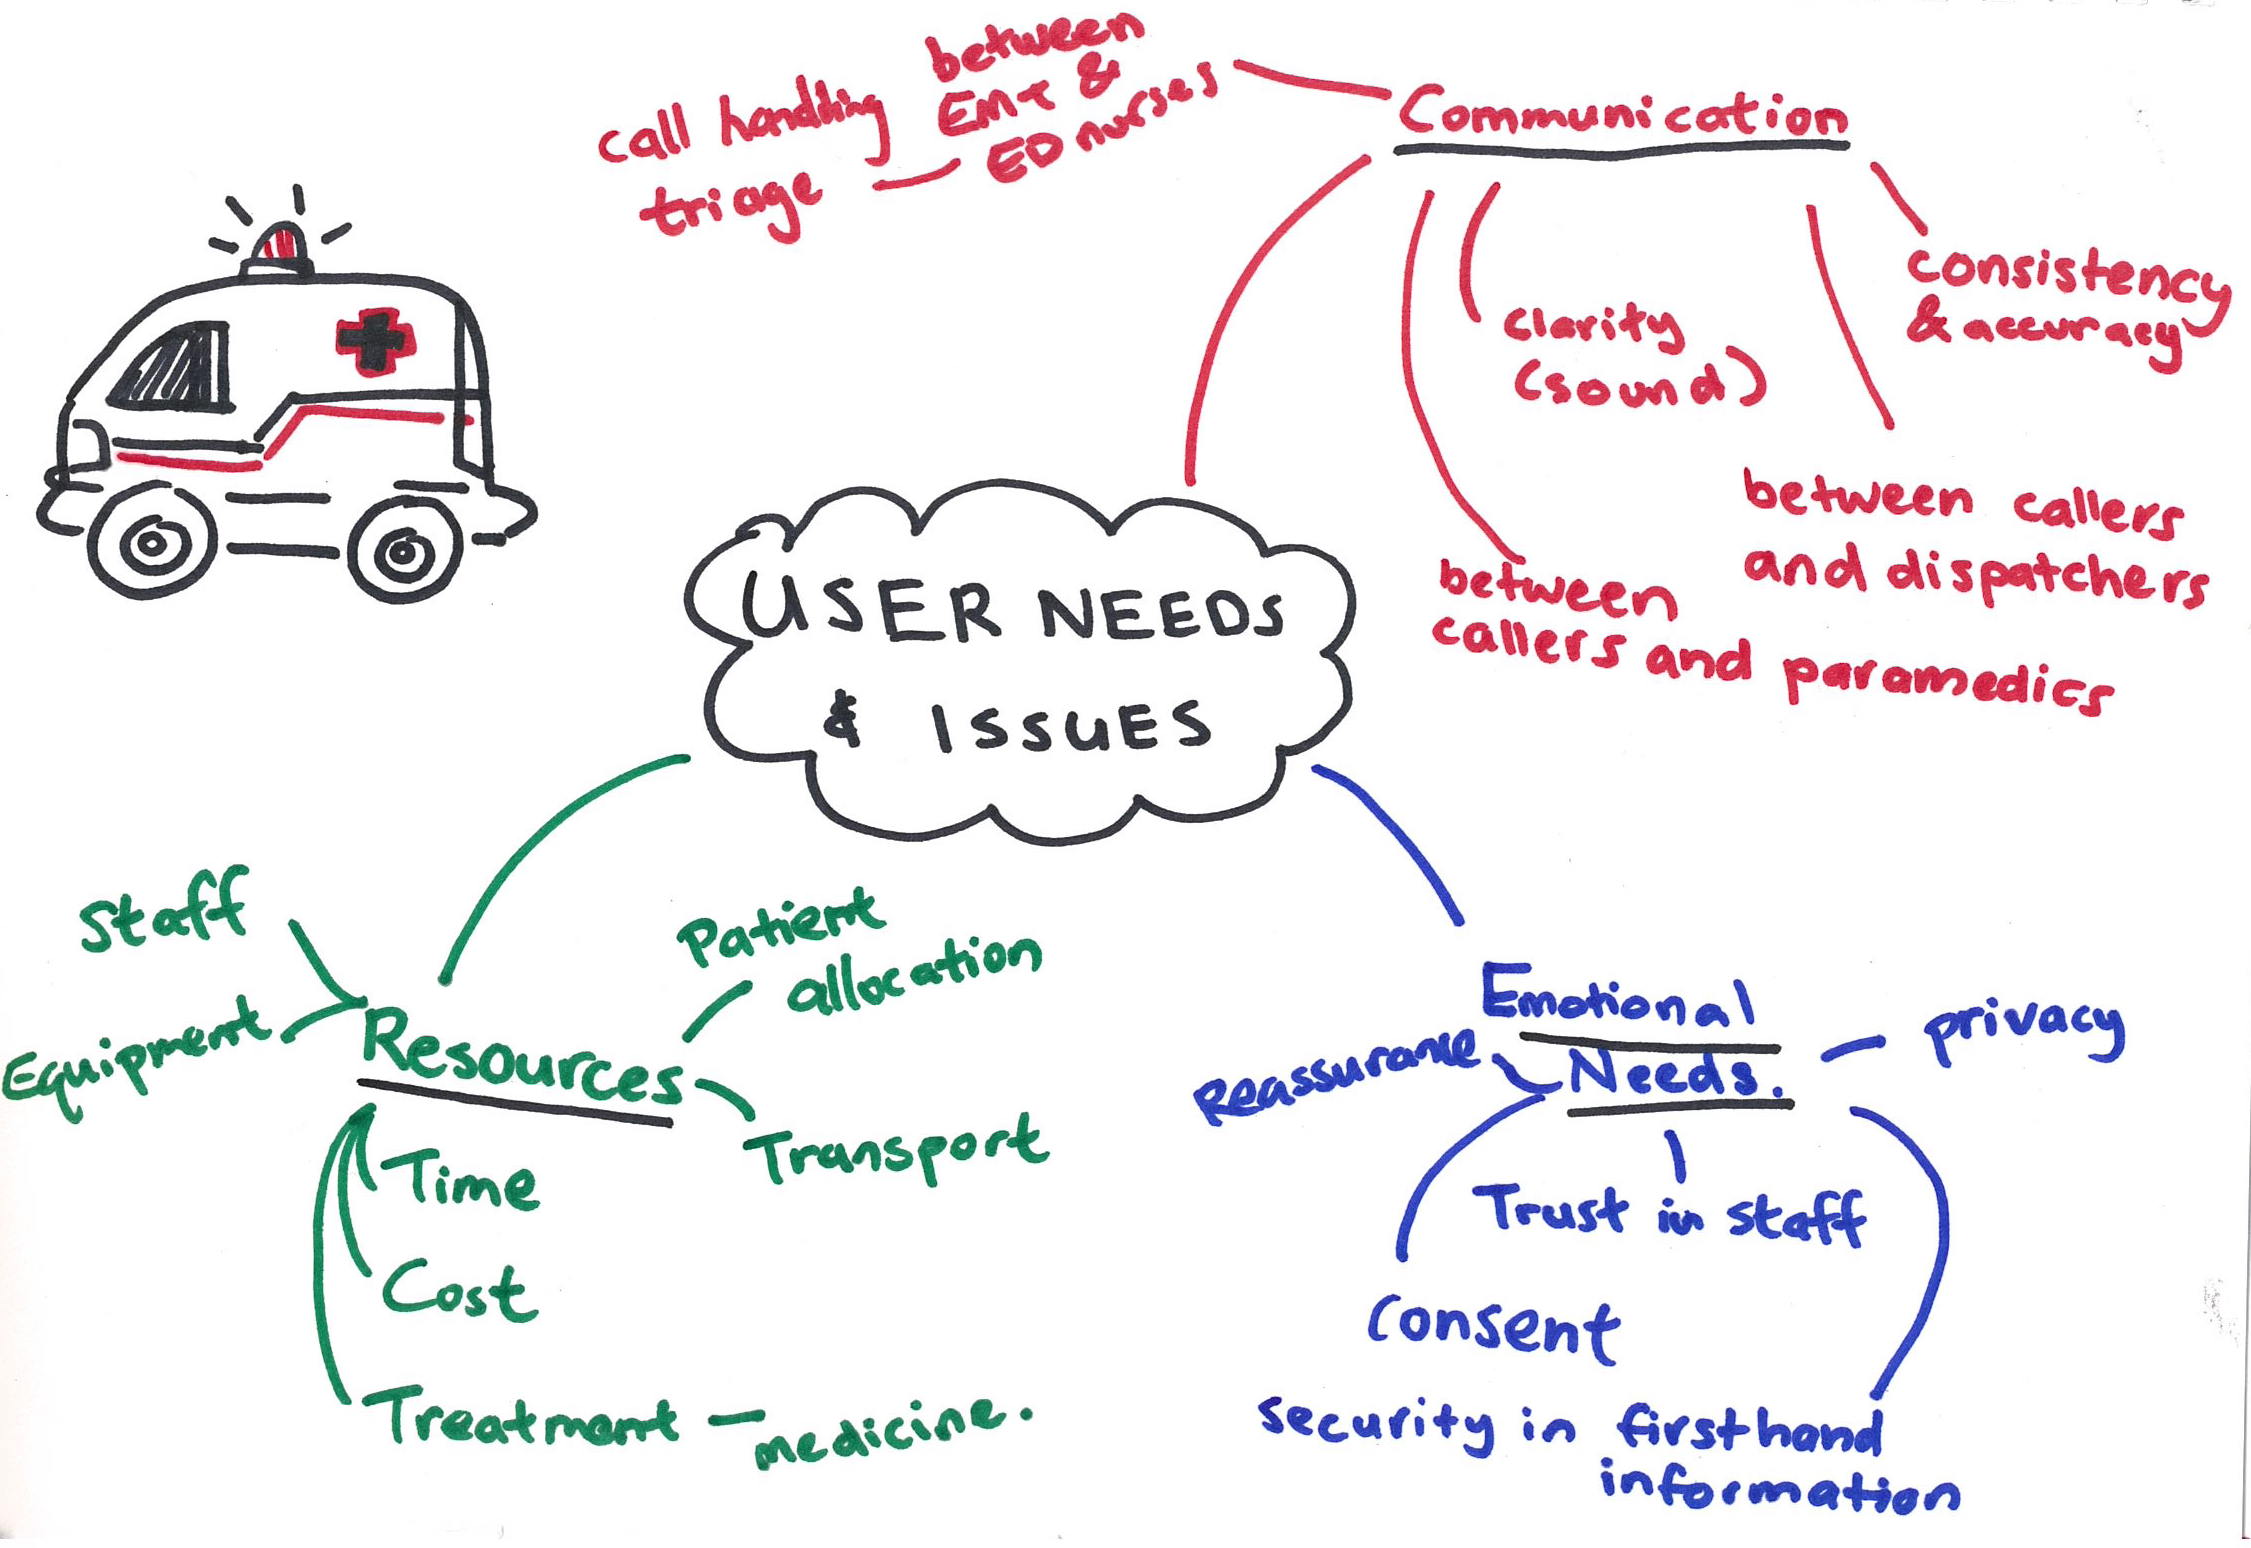 between
EMT &
ED nurses
call handling
triage
Communication
consistency
& accuracy
clarity
(sound)
between callers
and dispatchers
between
callers and paramedics
USER NEEDS
& ISSUES
Staff
Equipment
Resources
Patient
allocation
Transport
Time
Cost
Treatment — medicine.
Emotional
Needs.
Reassurance
privacy
Trust in staff
Consent
security in firsthand
information